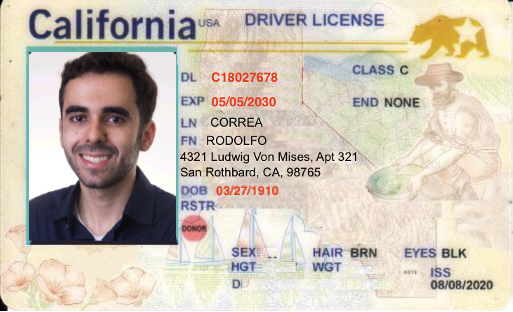 California USA DRIVER LICENSE
DL C18027678 CLASS C
EXP 05/05/2030 END NONE
LN CORREA
FN RODOLFO
4321 Ludwig Von Mises, Apt 321
San Rothbard, CA, 98765
DOB 03/27/1910
RSTR
DONOR
SEX -- HAIR BRN EYES BLK
HGT WGT ISS
D 08/08/2020